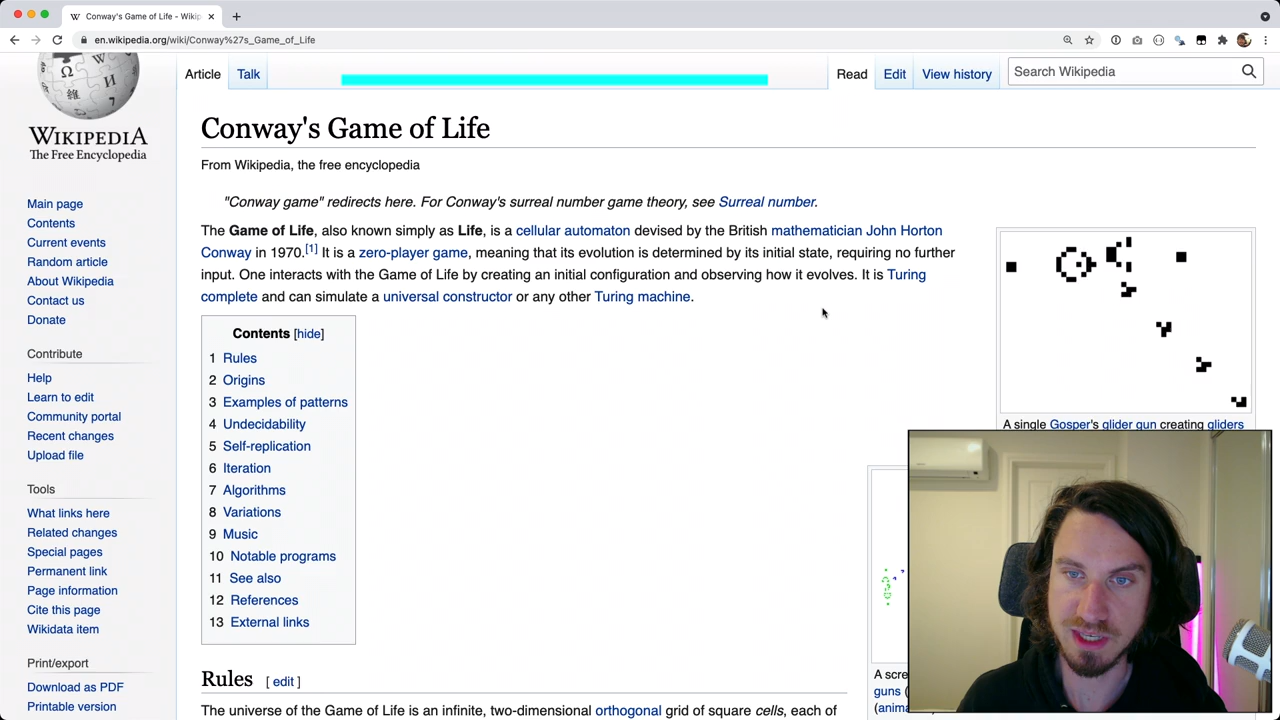 Conway's Game of Life - Wikip
en.wikipedia.org/wiki/Conway%27s_Game_of_Life
Article Talk
Read Edit View history
Search Wikipedia
WIKIPEDIA
The Free Encyclopedia
Main page
Contents
Current events
Random article
About Wikipedia
Contact us
Donate
Contribute
Help
Learn to edit
Community portal
Recent changes
Upload file
Tools
What links here
Related changes
Special pages
Permanent link
Page information
Cite this page
Wikidata item
Print/export
Download as PDF
Printable version
Conway's Game of Life
From Wikipedia, the free encyclopedia
"Conway game" redirects here. For Conway's surreal number game theory, see Surreal number.
The Game of Life, also known simply as Life, is a cellular automaton devised by the British mathematician John Horton
Conway in 1970.[1] It is a zero-player game, meaning that its evolution is determined by its initial state, requiring no further
input. One interacts with the Game of Life by creating an initial configuration and observing how it evolves. It is Turing
complete and can simulate a universal constructor or any other Turing machine.
Contents [hide]
1 Rules
2 Origins
3 Examples of patterns
4 Undecidability
5 Self-replication
6 Iteration
7 Algorithms
8 Variations
9 Music
10 Notable programs
11 See also
12 References
13 External links
Rules [ edit ]
The universe of the Game of Life is an infinite, two-dimensional orthogonal grid of square cells, each of
A single Gosper's glider gun creating gliders
A scre
guns (
(anima